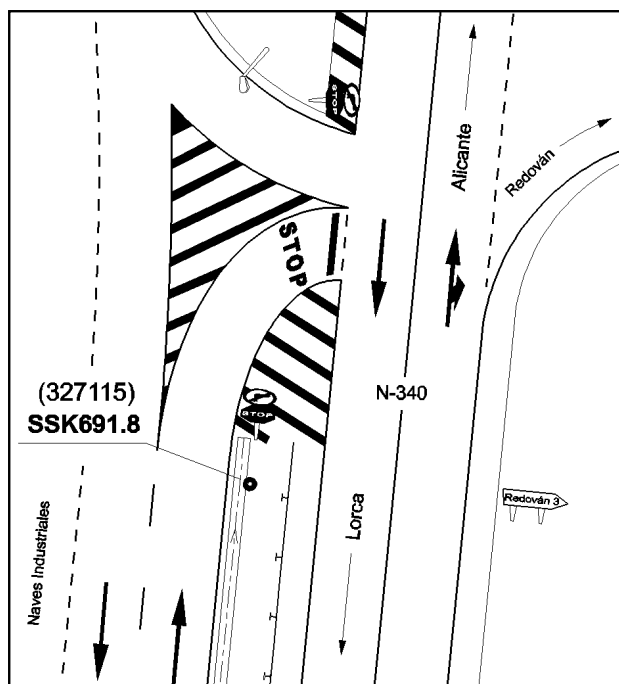 STOP
Alicante
Redován
STOP
(327115)
SSK691.8
STOP
N-340
Redován 3
Lorca
Naves Industriales